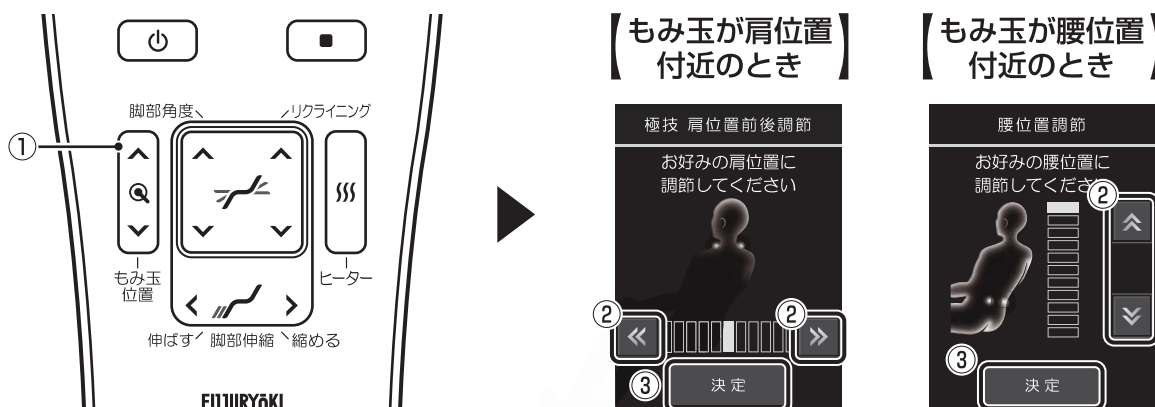 脚部角度
リクライニング
①
もみ玉
位置
ヒーター
伸ばす
脚部伸縮
縮める
FUJIIRYOKI
【もみ玉が肩位置
付近のとき】
極技 肩位置前後調節
お好みの肩位置に
調節してください
②
②
③
決定
【もみ玉が腰位置
付近のとき】
腰位置調節
お好みの腰位置に
調節してください
②
③
決定